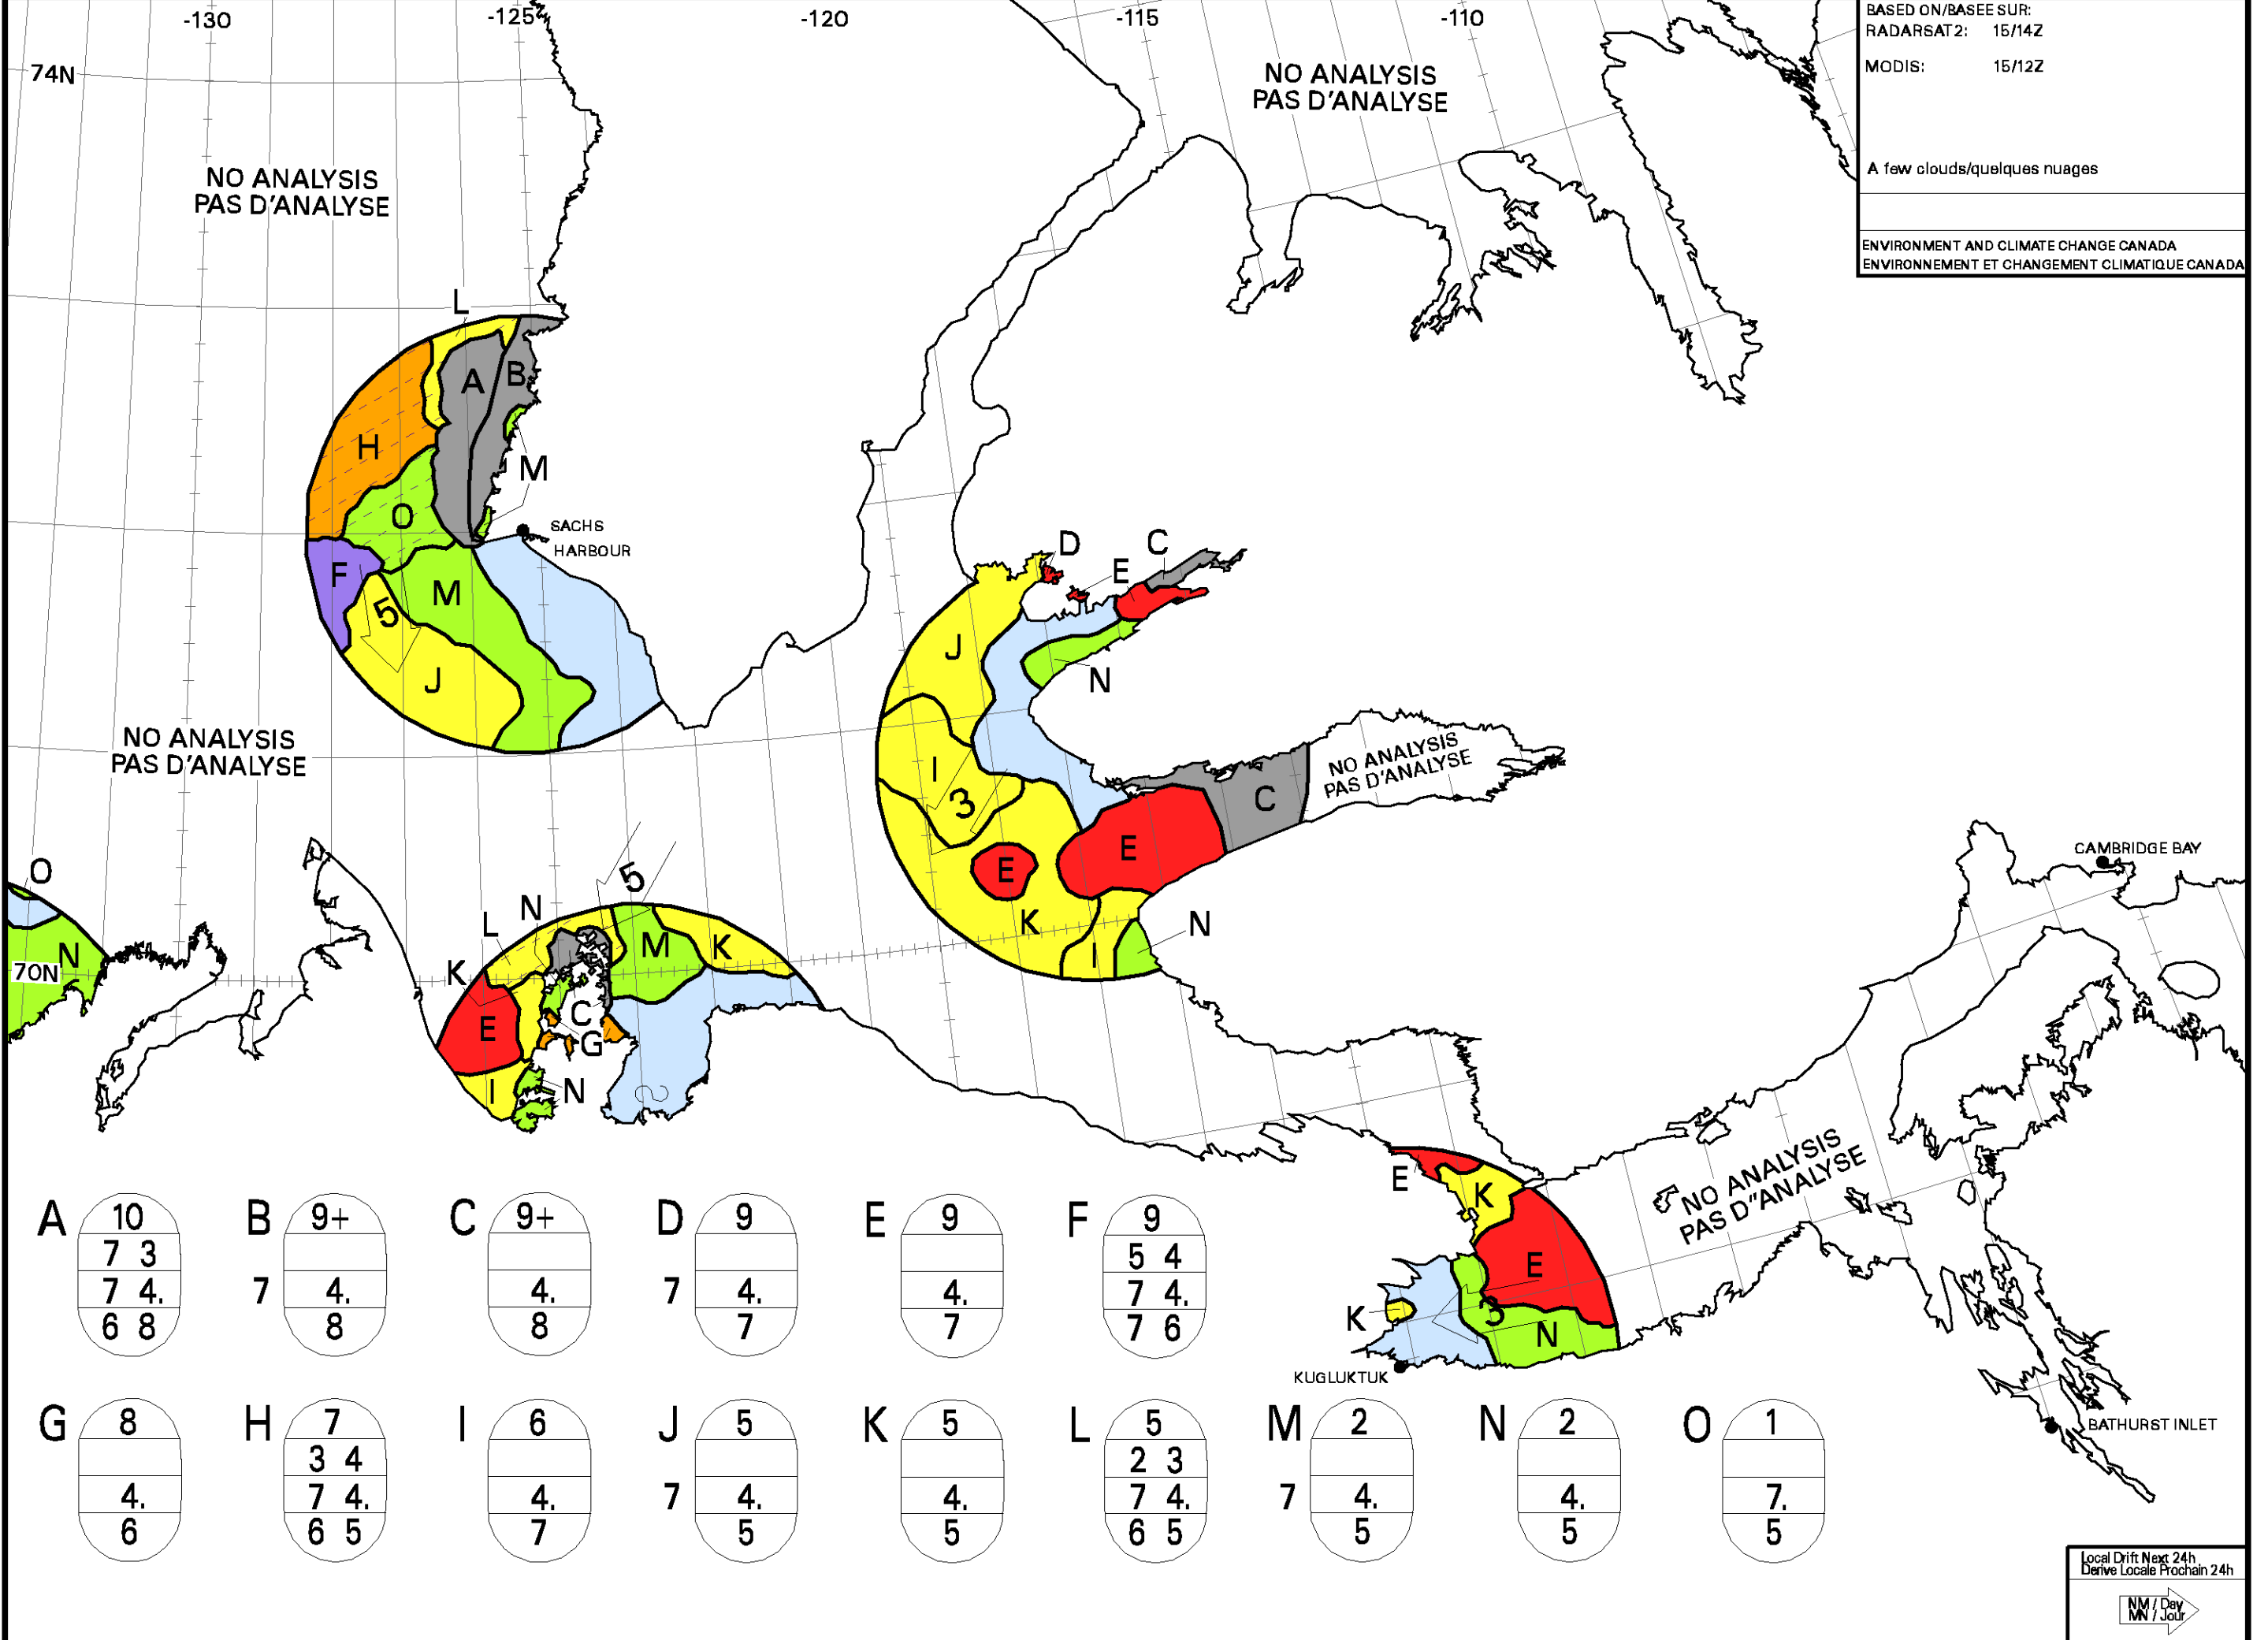 -130 -125 -120 -115 -110
BASED ON/BASEE SUR:
RADARSAT2: 15/14Z
MODIS: 15/12Z
A few clouds/quelques nuages
ENVIRONMENT AND CLIMATE CHANGE CANADA
ENVIRONNEMENT ET CHANGEMENT CLIMATIQUE CANADA
74N
NO ANALYSIS
PAS D'ANALYSE
NO ANALYSIS
PAS D'ANALYSE
L
A
B
H
M
O
SACHS
HARBOUR
F
M
5
J
D
C
E
J
N
NO ANALYSIS
PAS D'ANALYSE
NO ANALYSIS
PAS D'ANALYSE
I
3
C
E
E
K
I
N
CAMBRIDGE BAY
O
N
70N
5
N
L
M
K
K
E
C
G
I
N
NO ANALYSIS
PAS D"ANALYSE
E
K
E
K
3
N
KUGLUKTUK
BATHURST INLET
A B C D E F
10 9+ 9+ 9 9 9
7 3 5 4
7 4. 7 4. 4. 7 4. 4. 7 4.
6 8 8 8 7 7 7 6
G H I J K L M N O
8 7 6 5 5 5 2 2 1
3 4 2 3
4. 7 4. 4. 7 4. 4. 7 4. 7 4. 4. 7.
6 6 5 7 5 5 6 5 5 5 5
Local Drift Next 24h
Derive Locale Prochain 24h
NM / Day
MN / Jour